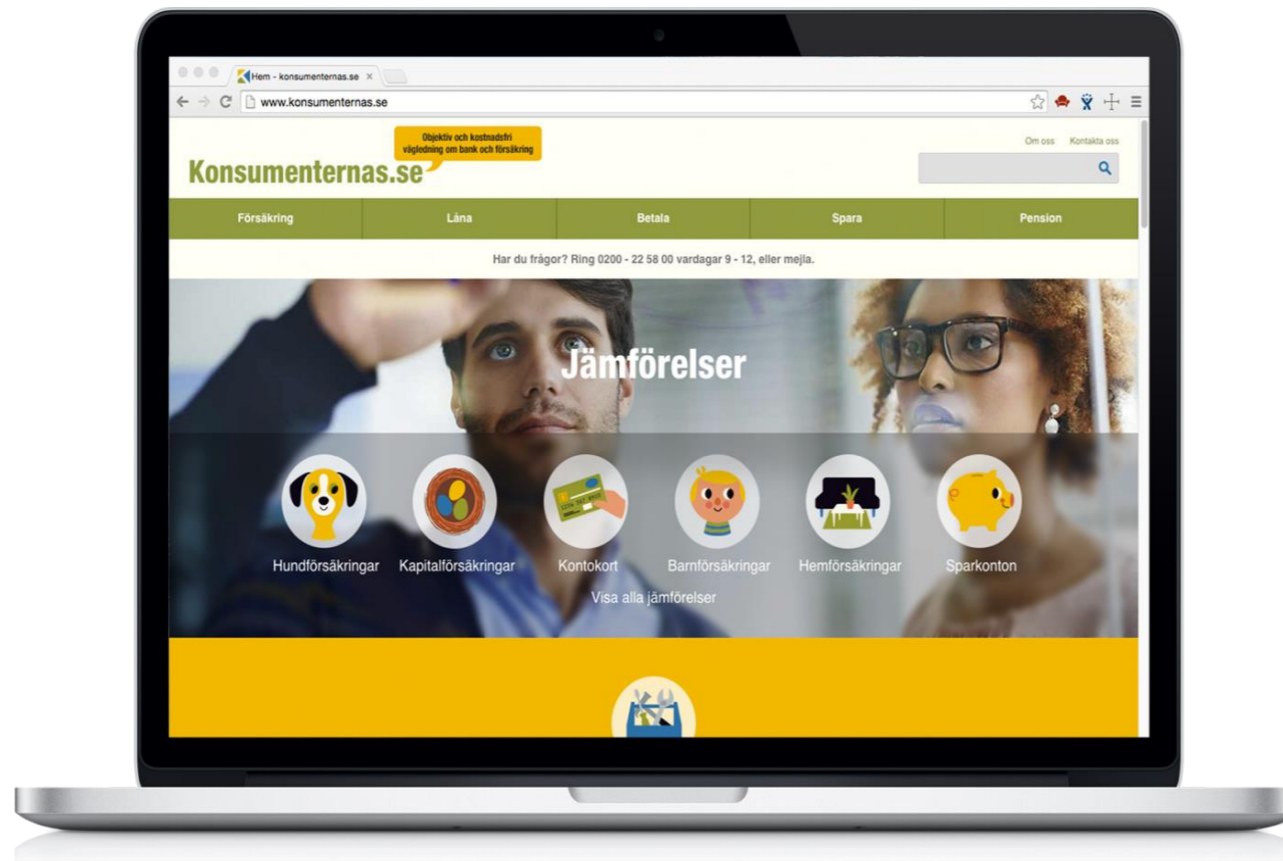 Hem - konsumenternas.se
www.konsumenternas.se
Objektiv och kostnadsfri
vägledning om bank och försäkring
Om oss Kontakta oss
Konsumenternas.se
Försäkring Låna Betala Spara Pension
Har du frågor? Ring 0200 - 22 58 00 vardagar 9 - 12, eller mejla.
Jämförelser
Hundförsäkringar Kapitalförsäkringar Kontokort Barnförsäkringar Hemförsäkringar Sparkonton
Visa alla jämförelser